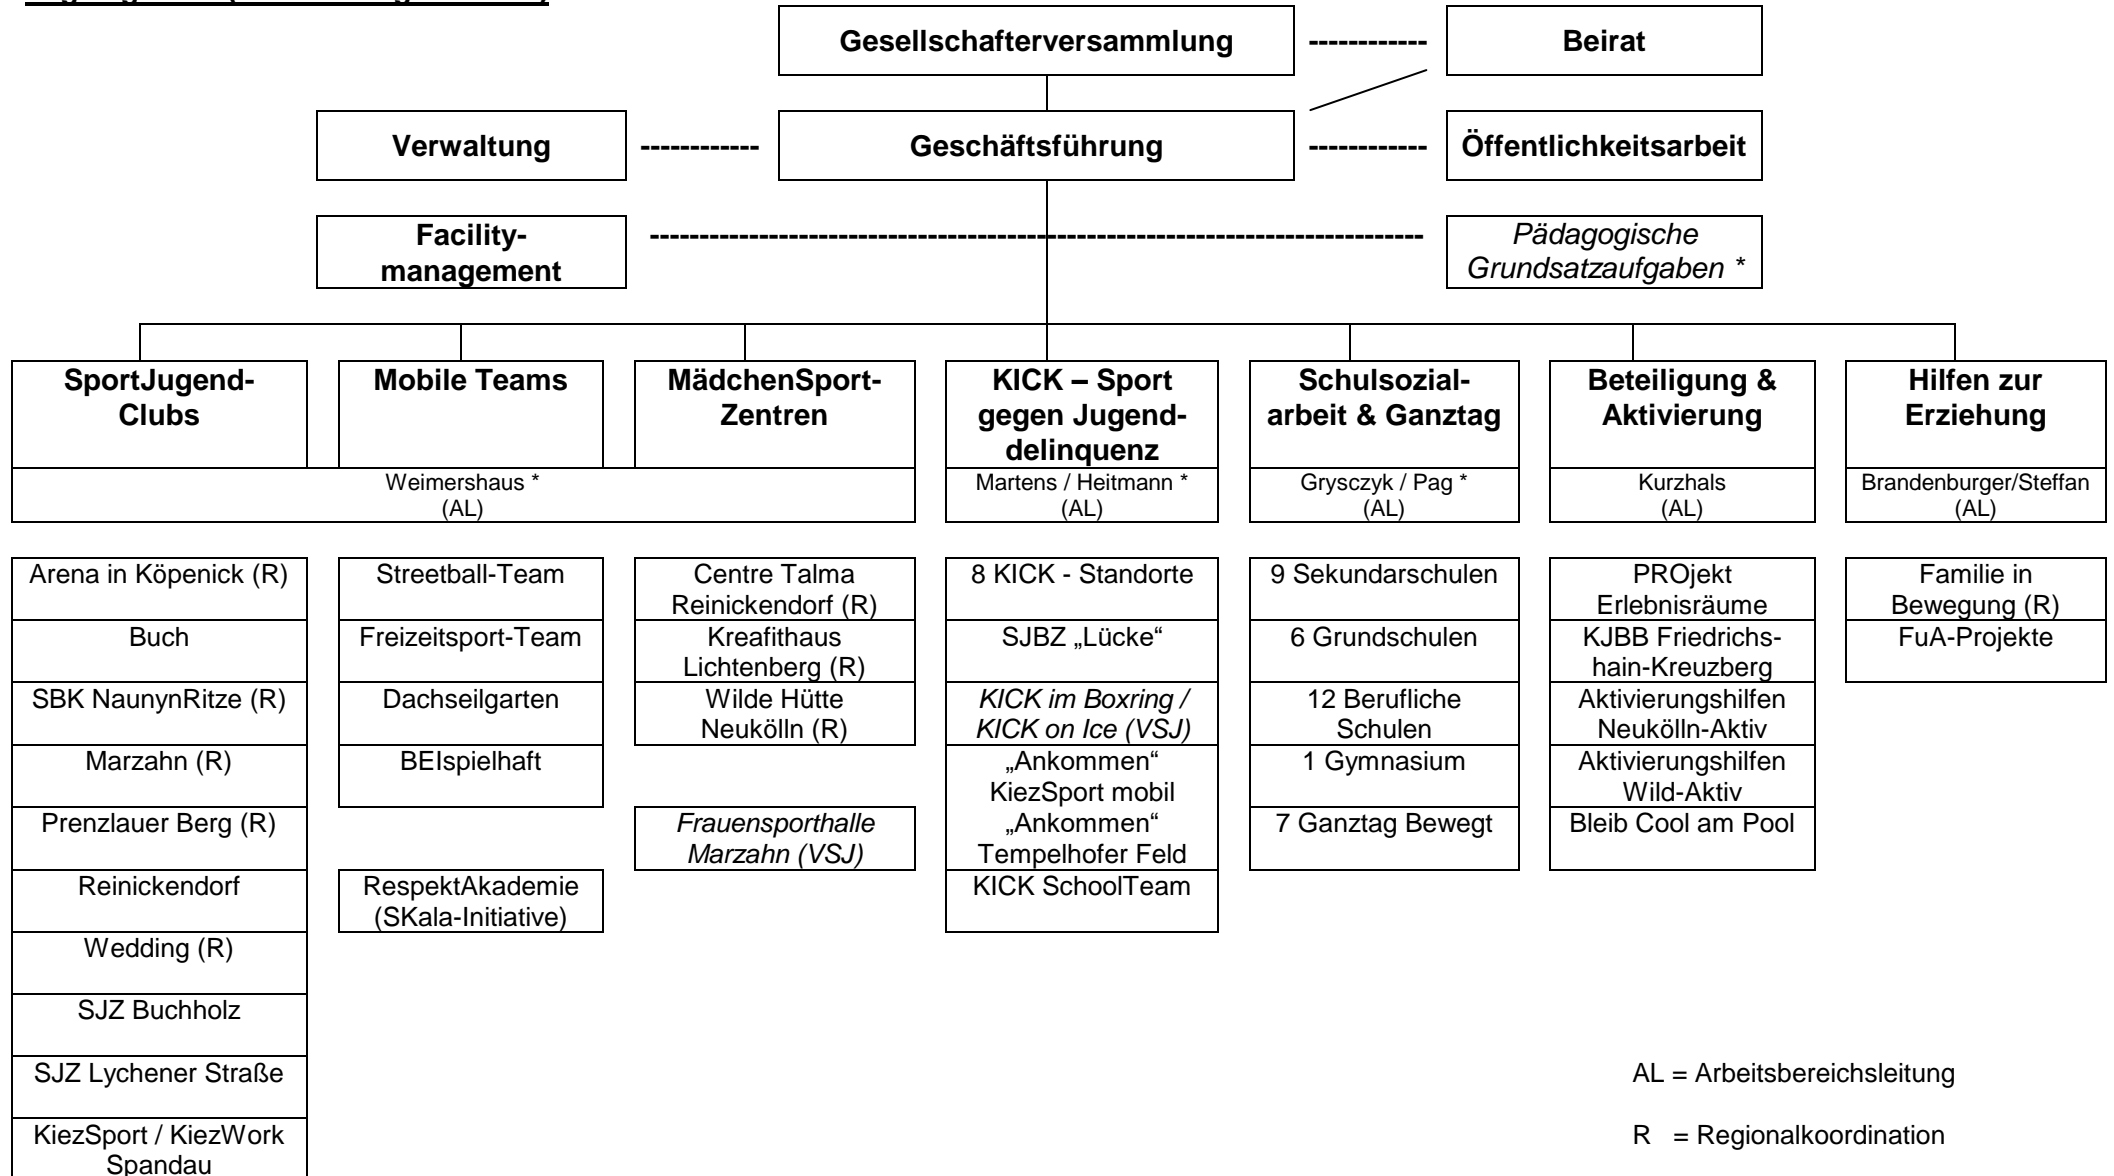 Gesellschafterversammlung ------------ Beirat
Verwaltung ------------ Geschäftsführung ------------ Öffentlichkeitsarbeit
Facility-
management
Pädagogische
Grundsatzaufgaben *
SportJugend-
Clubs
Mobile Teams
MädchenSport-
Zentren
KICK – Sport
gegen Jugend-
delinquenz
Schulsozial-
arbeit & Ganztag
Beteiligung &
Aktivierung
Hilfen zur
Erziehung
Weimershaus *
(AL)
Martens / Heitmann *
(AL)
Grysczyk / Pag *
(AL)
Kurzhals
(AL)
Brandenburger/Steffan
(AL)
Arena in Köpenick (R)
Buch
SBK NaunynRitze (R)
Marzahn (R)
Prenzlauer Berg (R)
Reinickendorf
Wedding (R)
SJZ Buchholz
SJZ Lychener Straße
KiezSport / KiezWork
Spandau
Streetball-Team
Freizeitsport-Team
Dachseilgarten
BEIspielhaft
RespektAkademie
(SKala-Initiative)
Centre Talma
Reinickendorf (R)
Kreafithaus
Lichtenberg (R)
Wilde Hütte
Neukölln (R)
Frauensporthalle
Marzahn (VSJ)
8 KICK - Standorte
SJBZ „Lücke“
KICK im Boxring /
KICK on Ice (VSJ)
„Ankommen“
KiezSport mobil
„Ankommen“
Tempelhofer Feld
KICK SchoolTeam
9 Sekundarschulen
6 Grundschulen
12 Berufliche
Schulen
1 Gymnasium
7 Ganztag Bewegt
PROjekt
Erlebnisräume
KJBB Friedrichs-
hain-Kreuzberg
Aktivierungshilfen
Neukölln-Aktiv
Aktivierungshilfen
Wild-Aktiv
Bleib Cool am Pool
Familie in
Bewegung (R)
FuA-Projekte
AL = Arbeitsbereichsleitung
R = Regionalkoordination